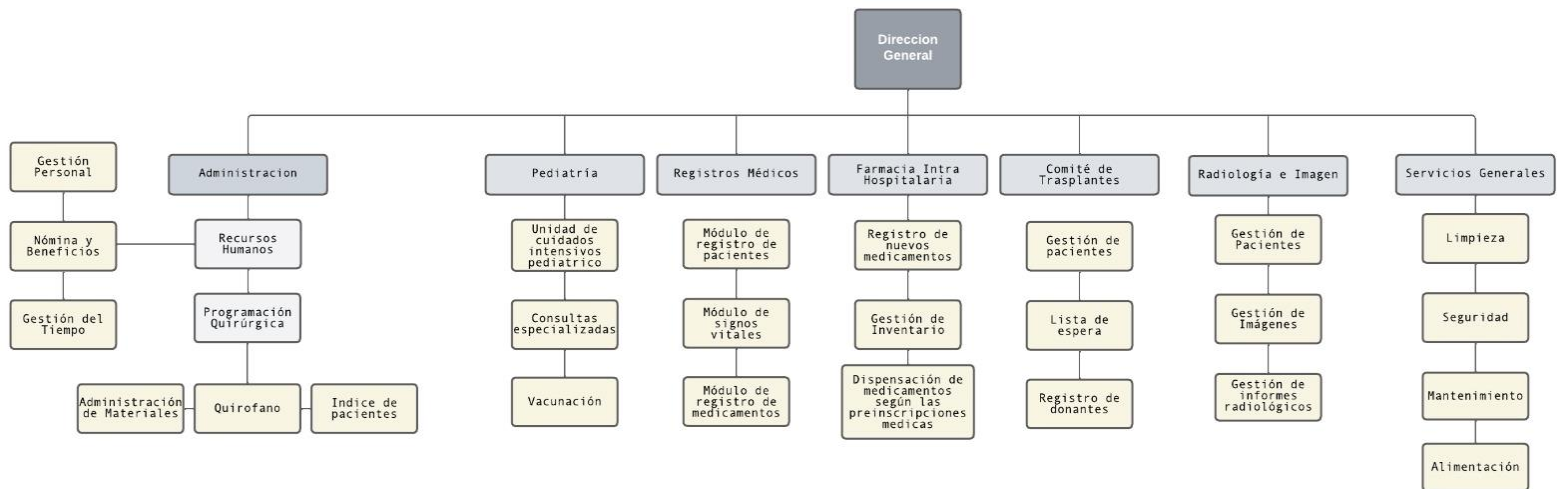 Direccion
General
Gestión
Personal
Nómina y
Beneficios
Gestión del
Tiempo
Administracion
Recursos
Humanos
Programación
Quirúrgica
Administración
de Materiales
Quirofano
Indice de
pacientes
Pediatría
Unidad de
cuidados
intensivos
pediatrico
Consultas
especializadas
Vacunación
Registros Médicos
Módulo de
registro de
pacientes
Módulo de
signos
vitales
Módulo de
registro de
medicamentos
Farmacia Intra
Hospitalaria
Registro de
nuevos
medicamentos
Gestión de
Inventario
Dispensación de
medicamentos
según las
preinscripciones
medicas
Comité de
Trasplantes
Gestión de
pacientes
Lista de
espera
Registro de
donantes
Radiología e Imagen
Gestión de
Pacientes
Gestión de
Imágenes
Gestión de
informes
radiológicos
Servicios Generales
Limpieza
Seguridad
Mantenimiento
Alimentación